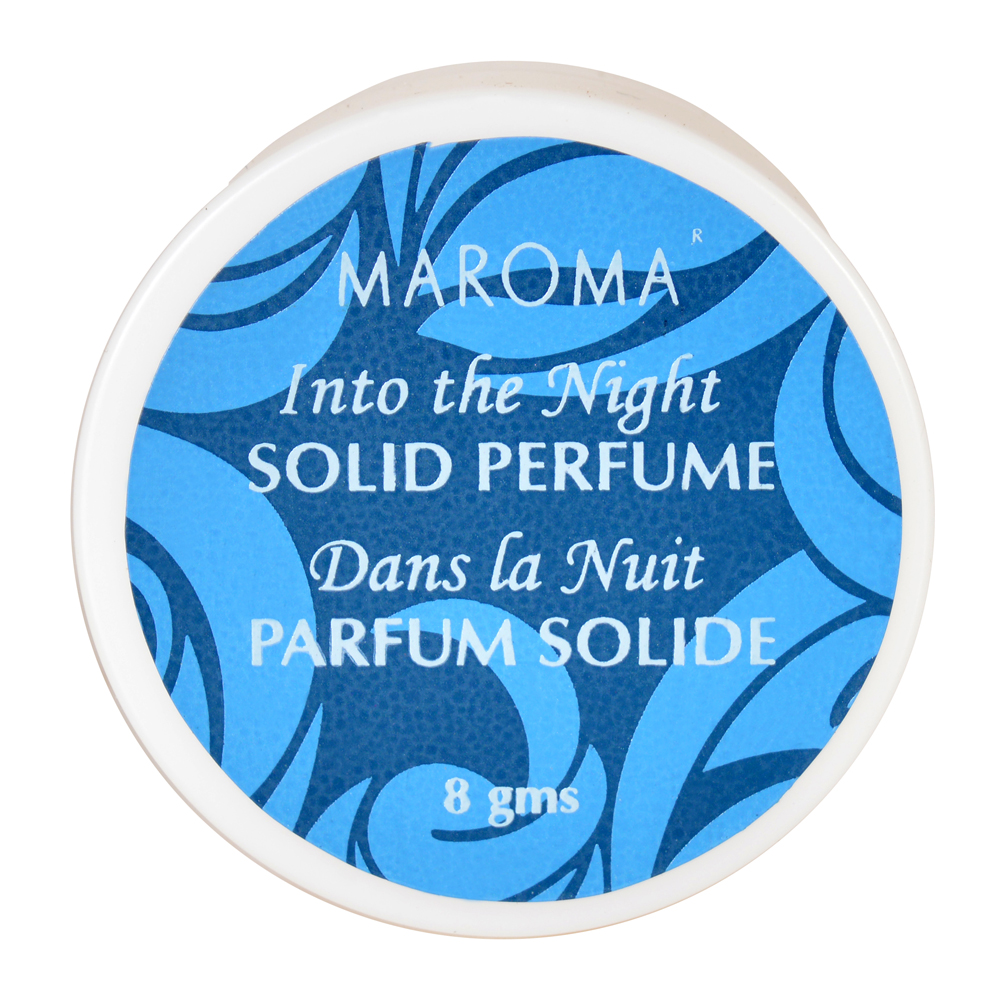 MAROMA R
Into the Night
SOLID PERFUME
Dans la Nuit
PARFUM SOLIDE
8 gms